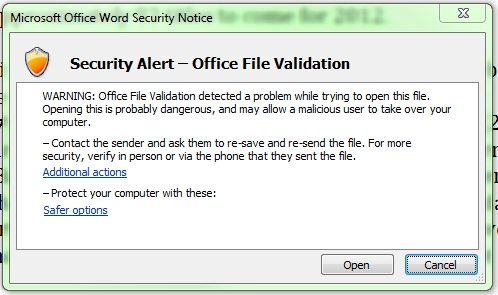 to come for 2012.
Microsoft Office Word Security Notice
Security Alert – Office File Validation
WARNING: Office File Validation detected a problem while trying to open this file.
Opening this is probably dangerous, and may allow a malicious user to take over your
computer.
– Contact the sender and ask them to re-save and re-send the file. For more
security, verify in person or via the phone that they sent the file.
Additional actions
– Protect your computer with these:
Safer options
Open Cancel